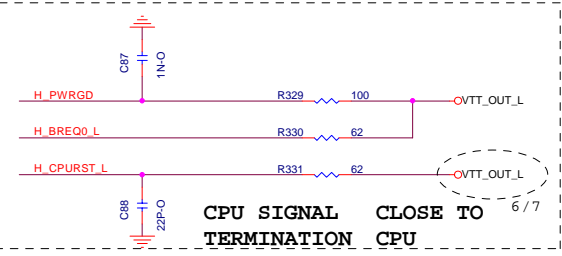 C87
1N-O
H_PWRGD
R329
100
VTT_OUT_L
H_BREQ0_L
R330
62
H_CPURST_L
R331
62
VTT_OUT_L
C88
22P-O
CPU SIGNAL CLOSE TO
6/7
TERMINATION CPU